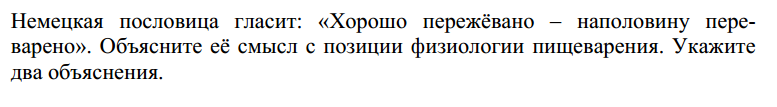 Немецкая пословица гласит: «Хорошо пережёвано – наполовину пере-
варено». Объясните её смысл с позиции физиологии пищеварения. Укажите
два объяснения.